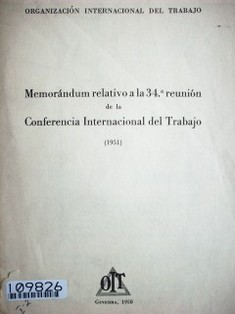 ORGANIZACIÓN INTERNACIONAL DEL TRABAJO
Memorándum relativo a la 34.ª reunión
de la
Conferencia Internacional del Trabajo
(1951)
109826
OIT
GINEBRA, 1950